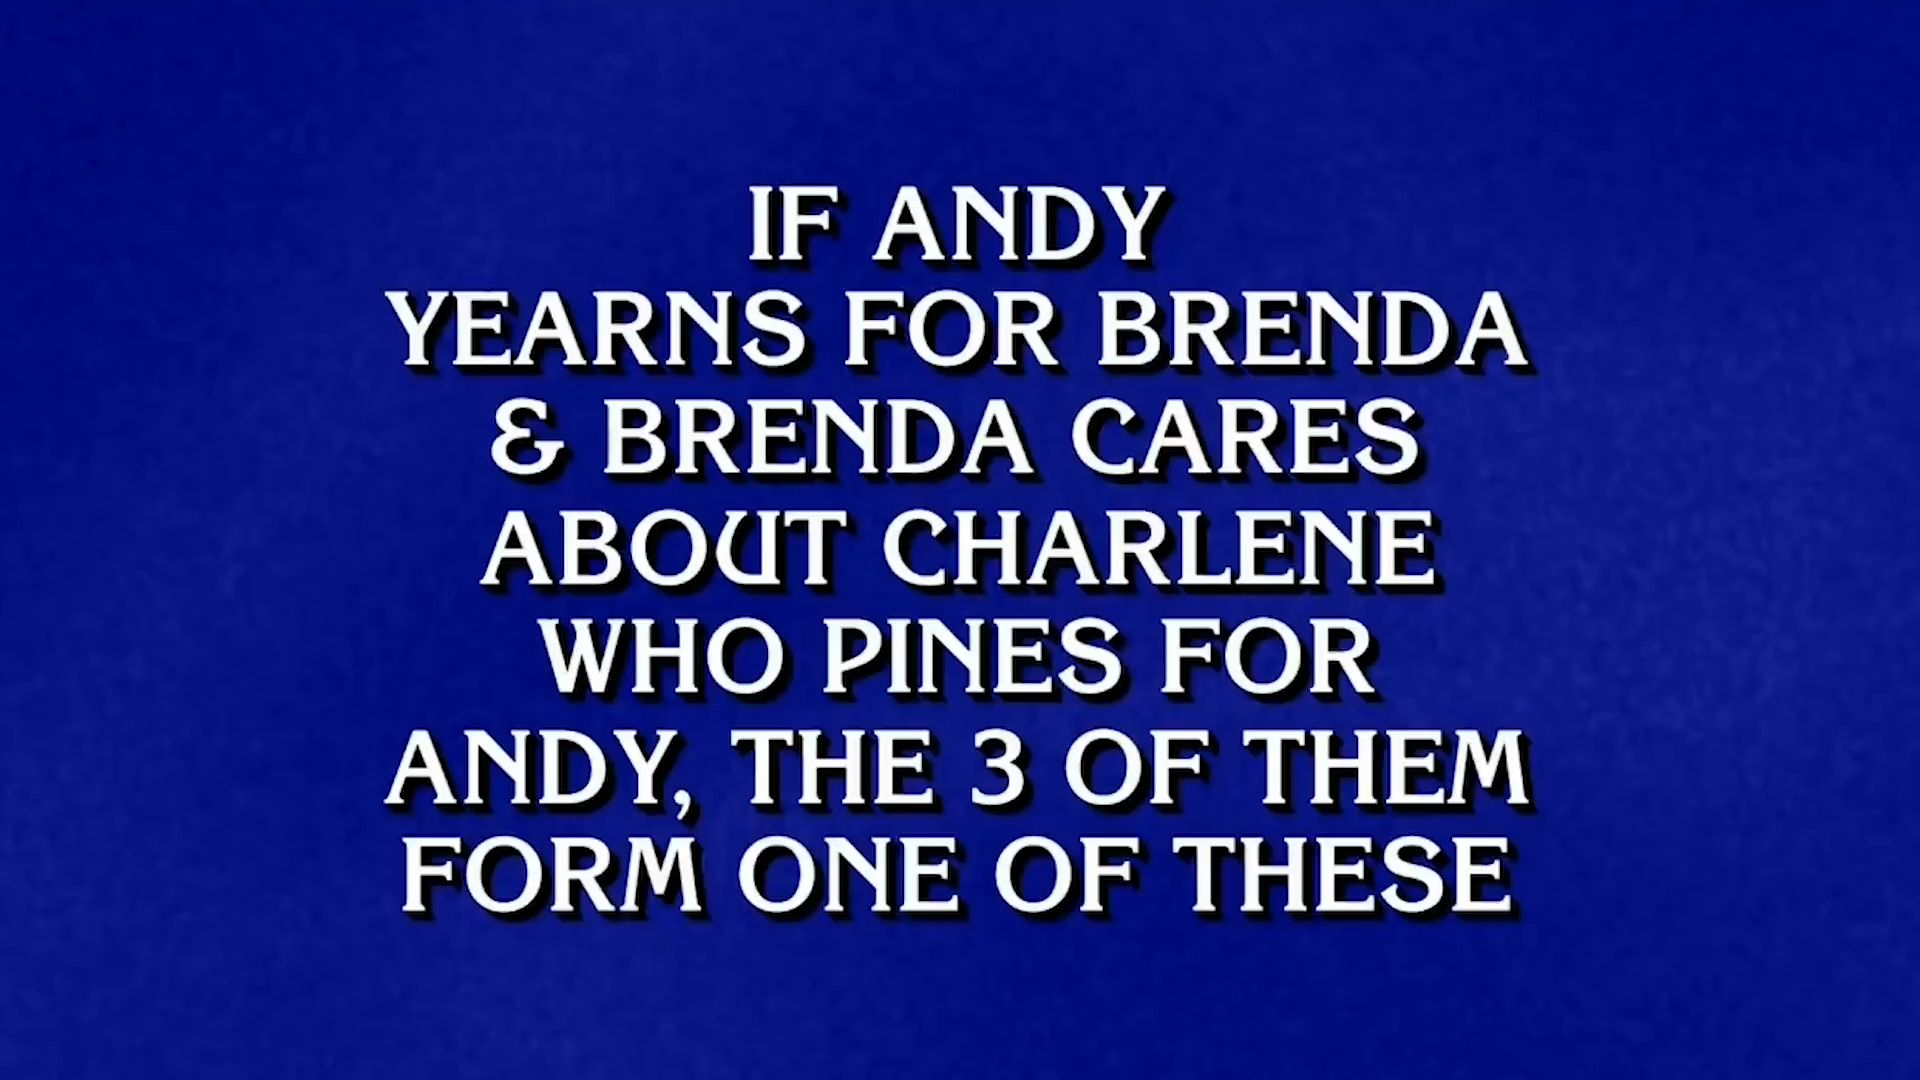 IF ANDY
YEARNS FOR BRENDA
& BRENDA CARES
ABOUT CHARLENE
WHO PINES FOR
ANDY, THE 3 OF THEM
FORM ONE OF THESE